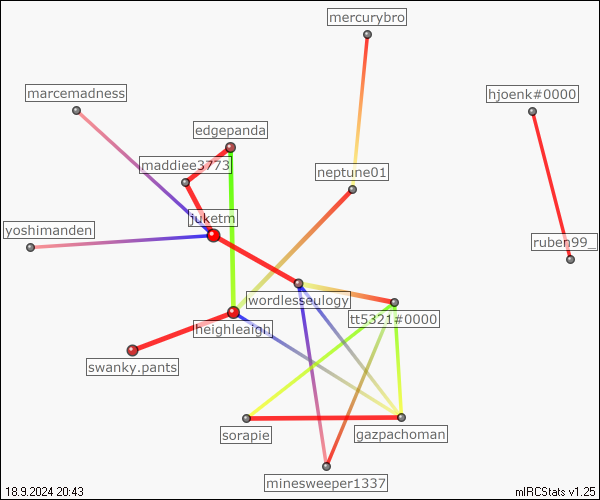 mercurybro
marcemadness
hjoenk#0000
edgepanda
maddiee3773
neptune01
juketm
yoshimanden
ruben99_
wordlesseulogy
tt5321#0000
heighleaigh
swanky.pants
sorapie
gazpachoman
minesweeper1337
18.9.2024 20:43
mIRCStats v1.25